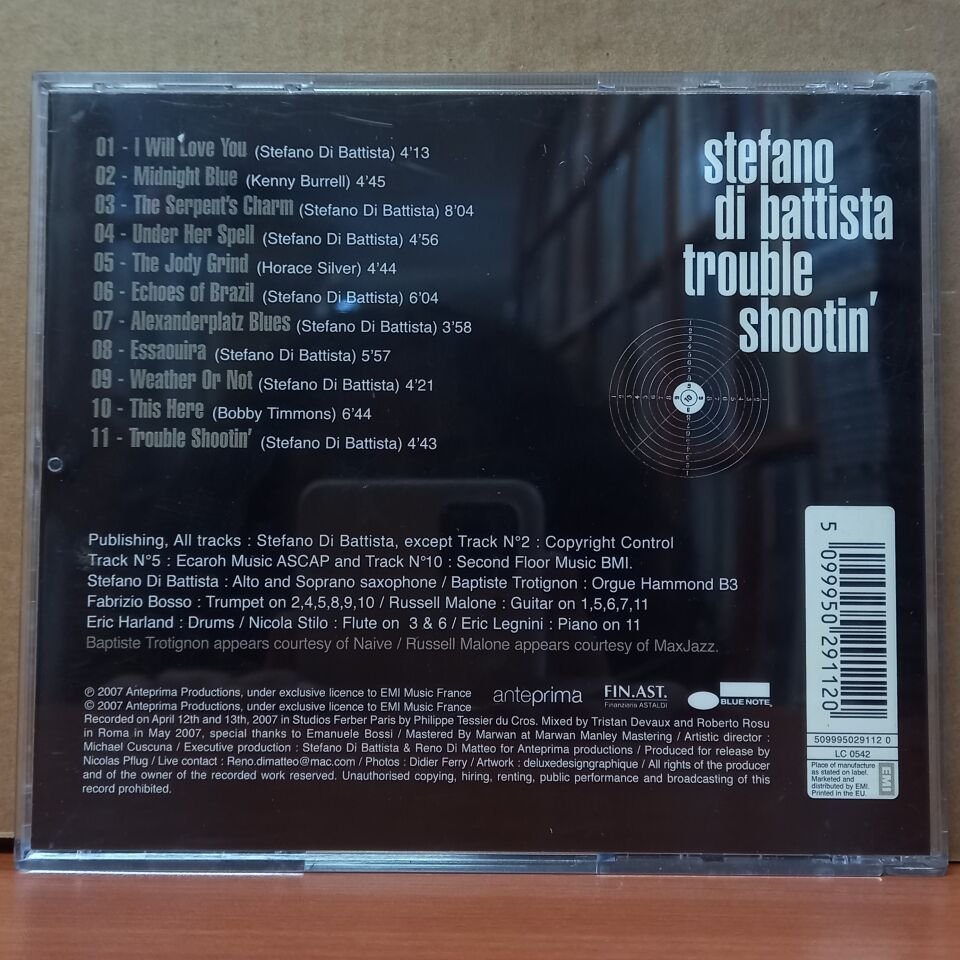 01 - I Will Love You (Stefano Di Battista) 4'13
02 - Midnight Blue (Kenny Burrell) 4'45
03 - The Serpent's Charm (Stefano Di Battista) 8'04
04 - Under Her Spell (Stefano Di Battista) 4'56
05 - The Jody Grind (Horace Silver) 4'44
06 - Echoes of Brazil (Stefano Di Battista) 6'04
07 - Alexanderplatz Blues (Stefano Di Battista) 3'58
08 - Essaouira (Stefano Di Battista) 5'57
09 - Weather Or Not (Stefano Di Battista) 4'21
10 - This Here (Bobby Timmons) 6'44
11 - Trouble Shootin' (Stefano Di Battista) 4'43
stefano
di battista
trouble
shootin'
Publishing, All tracks : Stefano Di Battista, except Track N°2 : Copyright Control
Track N°5 : Ecaroh Music ASCAP and Track N°10 : Second Floor Music BMI.
Stefano Di Battista : Alto and Soprano saxophone / Baptiste Trotignon : Orgue Hammond B3
Fabrizio Bosso : Trumpet on 2,4,5,8,9,10 / Russell Malone : Guitar on 1,5,6,7,11
Eric Harland : Drums / Nicola Stilo : Flute on 3 & 6 / Eric Legnini : Piano on 11
Baptiste Trotignon appears courtesy of Naive / Russell Malone appears courtesy of MaxJazz.
℗ 2007 Anteprima Productions, under exclusive licence to EMI Music France
© 2007 Anteprima Productions, under exclusive licence to EMI Music France
anteprima
FIN.AST.
Finanziaria ASTALDI
BLUE NOTE
Recorded on April 12th and 13th, 2007 in Studios Ferber Paris by Philippe Tessier du Cros. Mixed by Tristan Devaux and Roberto Rosu
in Roma in May 2007, special thanks to Emanuele Bossi / Mastered By Marwan at Marwan Manley Mastering / Artistic director :
Michael Cuscuna / Executive production : Stefano Di Battista & Reno Di Matteo for Anteprima productions / Produced for release by
Nicolas Pflug / Live contact : Reno.dimatteo@mac.com / Photos : Didier Ferry / Artwork : deluxedesigngraphique / All rights of the producer
and of the owner of the recorded work reserved. Unauthorised copying, hiring, renting, public performance and broadcasting of this
record prohibited.
5 099950 291120
509995029112 0
LC 0542
Place of manufacture
as stated on label.
Marketed and
distributed by EMI.
Printed in the EU.
EMI